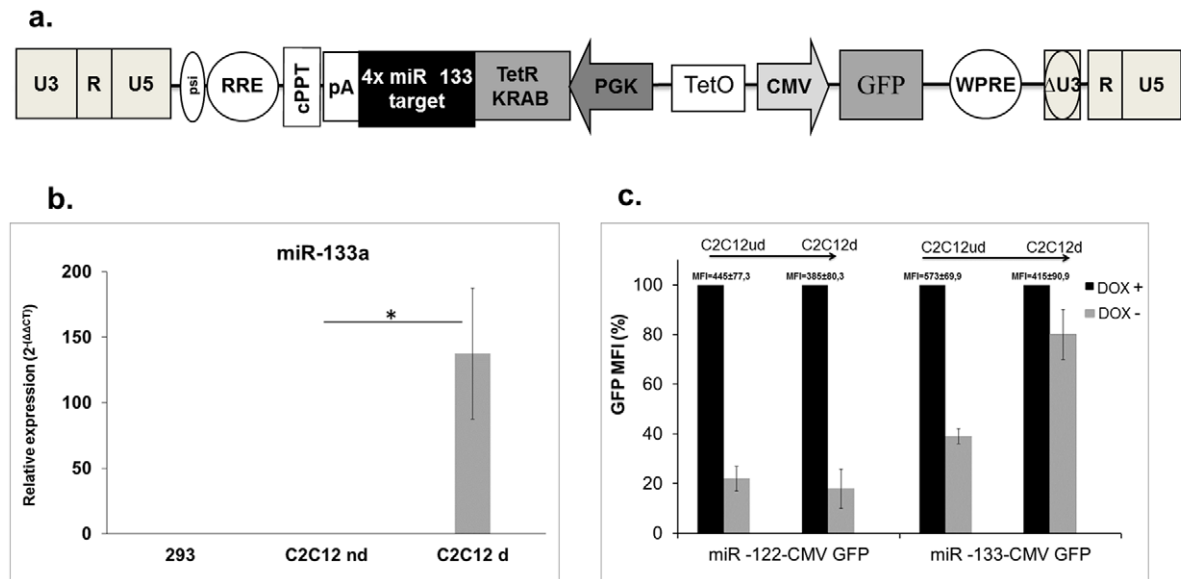 a.
U3 R U5 psi RRE cPPT pA 4x miR 133 target TetR KRAB PGK TetO CMV GFP WPRE ΔU3 R U5
b.
miR-133a
Relative expression (2-(ΔΔCT))
200
150
100
50
0
*
293 C2C12 nd C2C12 d
c.
C2C12ud C2C12d C2C12ud C2C12d
MFI=445±77,3 MFI=385±80,3 MFI=573±69,9 MFI=415±90,9
DOX +
DOX -
GFP MFI (%)
100
80
60
40
20
0
miR -122-CMV GFP miR -133-CMV GFP